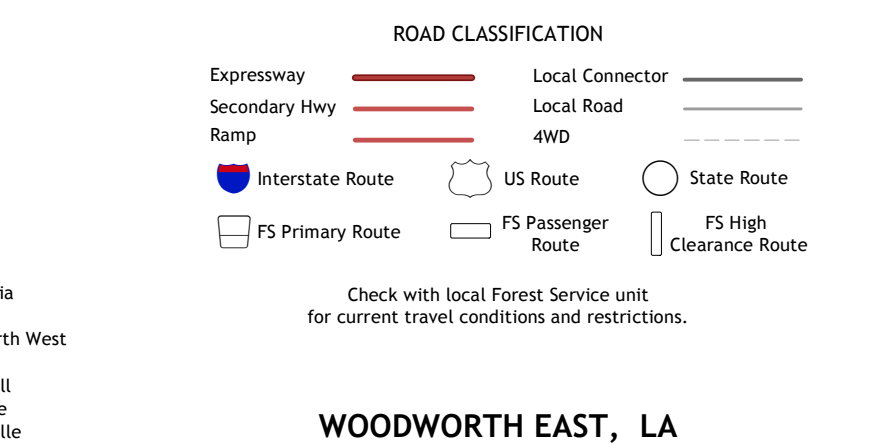 ROAD CLASSIFICATION
Expressway
Local Connector
Secondary Hwy
Local Road
Ramp
4WD
Interstate Route
US Route
State Route
FS Primary Route
FS Passenger
Route
FS High
Clearance Route
Check with local Forest Service unit
for current travel conditions and restrictions.
West
WOODWORTH EAST, LA